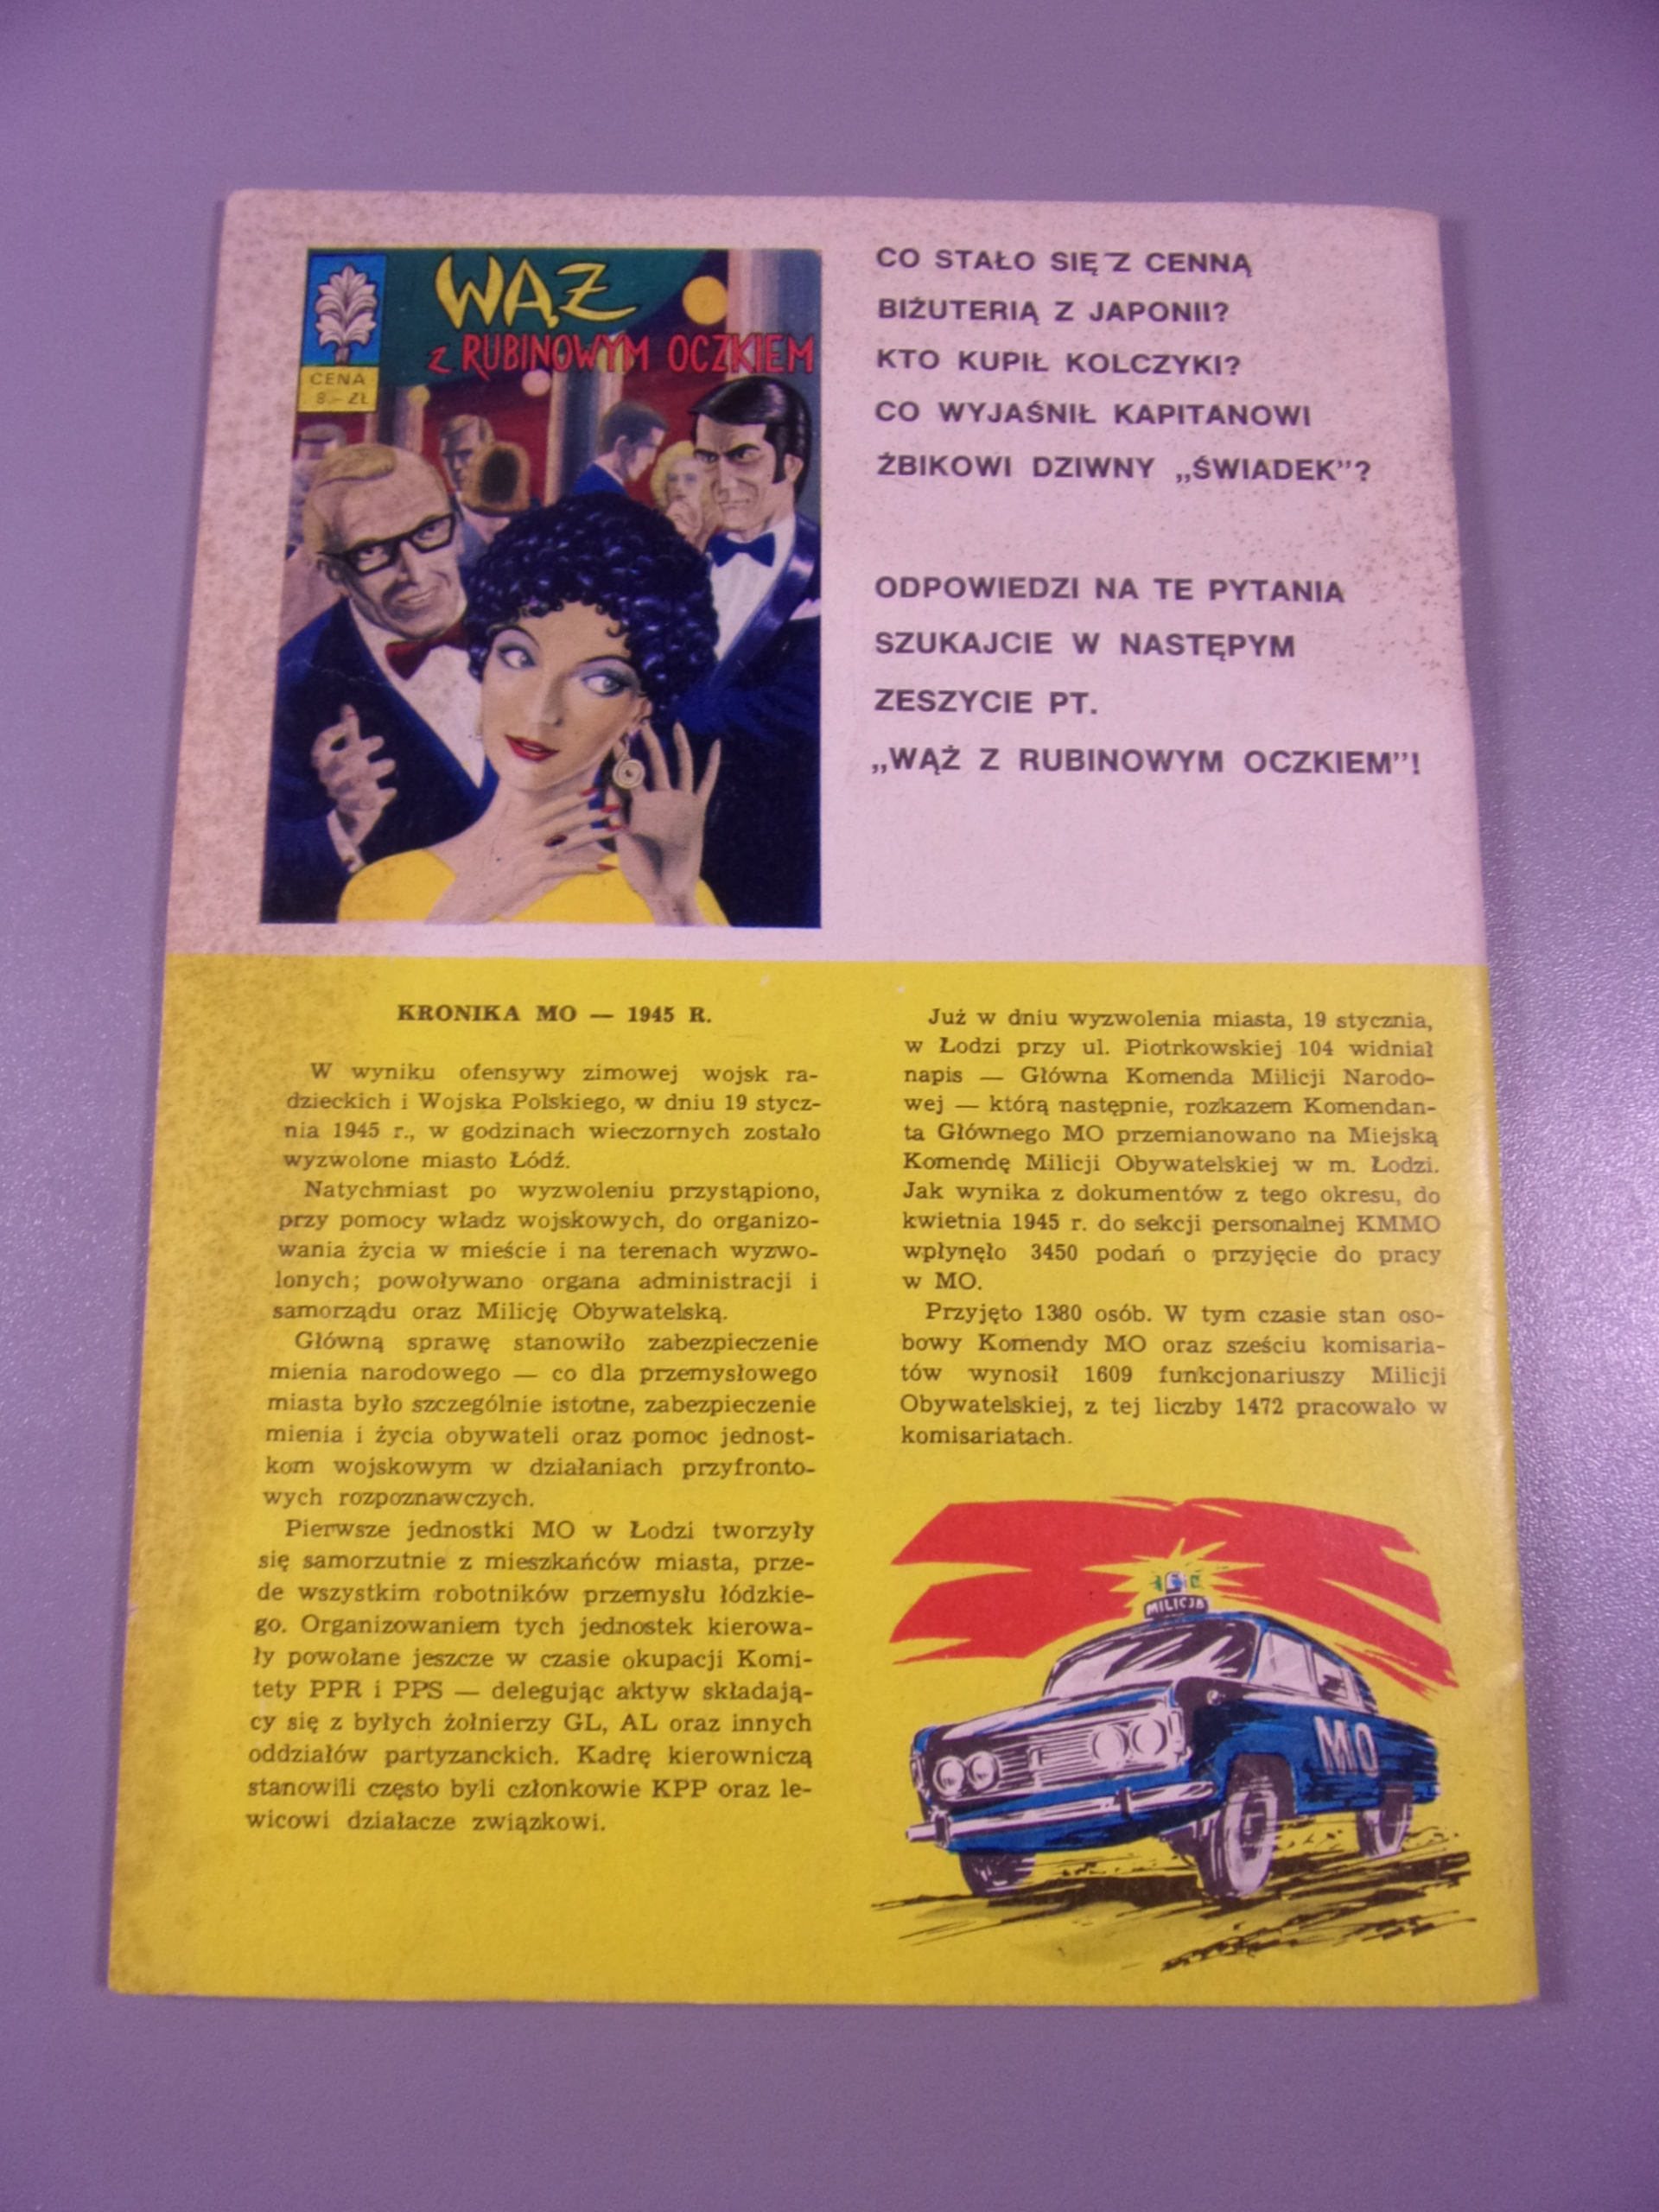 WĄŻ
z RUBINOWYM OCZKIEM
CENA
8.– ZŁ
CO STAŁO SIĘ Z CENNĄ
BIŻUTERIĄ Z JAPONII?
KTO KUPIŁ KOLCZYKI?
CO WYJAŚNIŁ KAPITANOWI
ŻBIKOWI DZIWNY „ŚWIADEK”?
ODPOWIEDZI NA TE PYTANIA
SZUKAJCIE W NASTĘPYM
ZESZYCIE PT.
„WĄŻ Z RUBINOWYM OCZKIEM”!
KRONIKA MO — 1945 R.
W wyniku ofensywy zimowej wojsk ra-
dzieckich i Wojska Polskiego, w dniu 19 stycz-
nia 1945 r., w godzinach wieczornych zostało
wyzwolone miasto Łódź.
Natychmiast po wyzwoleniu przystąpiono,
przy pomocy władz wojskowych, do organizo-
wania życia w mieście i na terenach wyzwo-
lonych; powoływano organa administracji i
samorządu oraz Milicję Obywatelską.
Główną sprawę stanowiło zabezpieczenie
mienia narodowego — co dla przemysłowego
miasta było szczególnie istotne, zabezpieczenie
mienia i życia obywateli oraz pomoc jednost-
kom wojskowym w działaniach przyfronto-
wych rozpoznawczych.
Pierwsze jednostki MO w Łodzi tworzyły
się samorzutnie z mieszkańców miasta, prze-
de wszystkim robotników przemysłu łódzkie-
go. Organizowaniem tych jednostek kierowa-
ły powołane jeszcze w czasie okupacji Komi-
tety PPR i PPS — delegując aktyw składają-
cy się z byłych żołnierzy GL, AL oraz innych
oddziałów partyzanckich. Kadrę kierowniczą
stanowili często byli członkowie KPP oraz le-
wicowi działacze związkowi.
Już w dniu wyzwolenia miasta, 19 stycznia,
w Łodzi przy ul. Piotrkowskiej 104 widniał
napis — Główna Komenda Milicji Narodo-
wej — którą następnie, rozkazem Komendan-
ta Głównego MO przemianowano na Miejską
Komendę Milicji Obywatelskiej w m. Łodzi.
Jak wynika z dokumentów z tego okresu, do
kwietnia 1945 r. do sekcji personalnej KMMO
wpłynęło 3450 podań o przyjęcie do pracy
w MO.
Przyjęto 1380 osób. W tym czasie stan oso-
bowy Komendy MO oraz sześciu komisaria-
tów wynosił 1609 funkcjonariuszy Milicji
Obywatelskiej, z tej liczby 1472 pracowało w
komisariatach.
MILICJA
MO